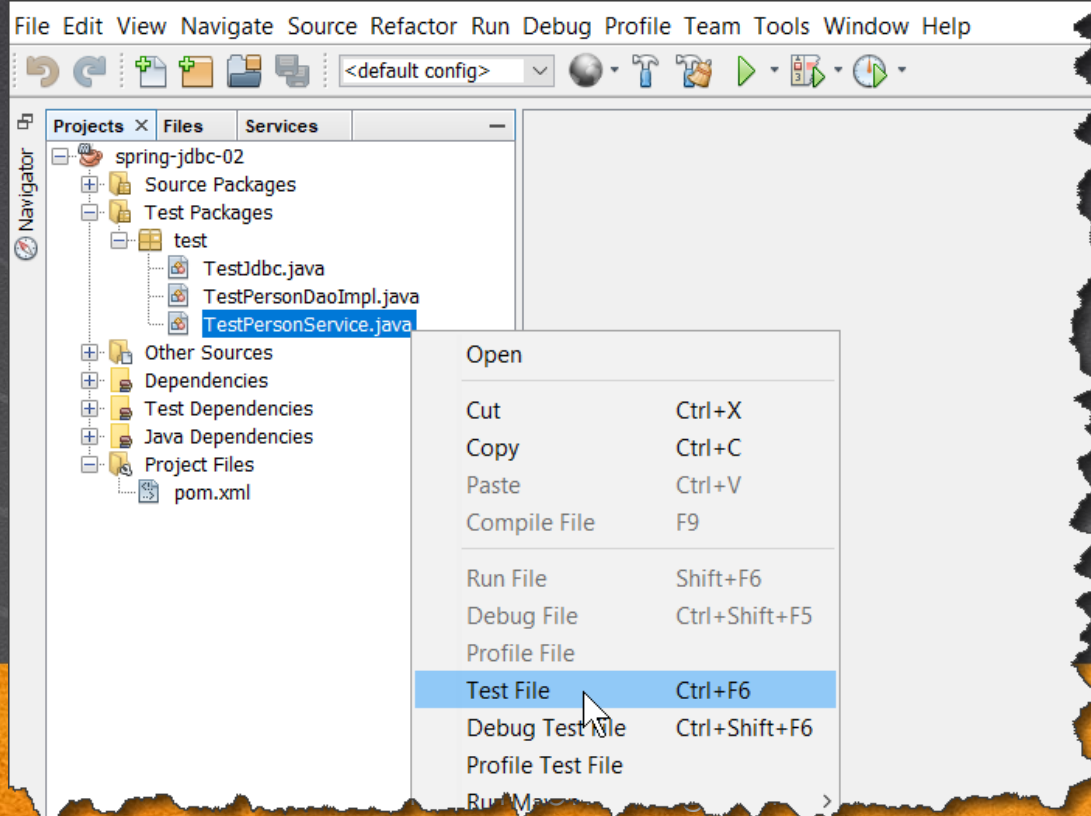 File Edit View Navigate Source Refactor Run Debug Profile Team Tools Window Help
<default config>
Projects Files Services
Navigator
spring-jdbc-02
Source Packages
Test Packages
test
TestJdbc.java
TestPersonDaoImpl.java
TestPersonService.java
Other Sources
Dependencies
Test Dependencies
Java Dependencies
Project Files
pom.xml
Open
Cut Ctrl+X
Copy Ctrl+C
Paste Ctrl+V
Compile File F9
Run File Shift+F6
Debug File Ctrl+Shift+F5
Profile File
Test File Ctrl+F6
Debug Test File Ctrl+Shift+F6
Profile Test File
Run